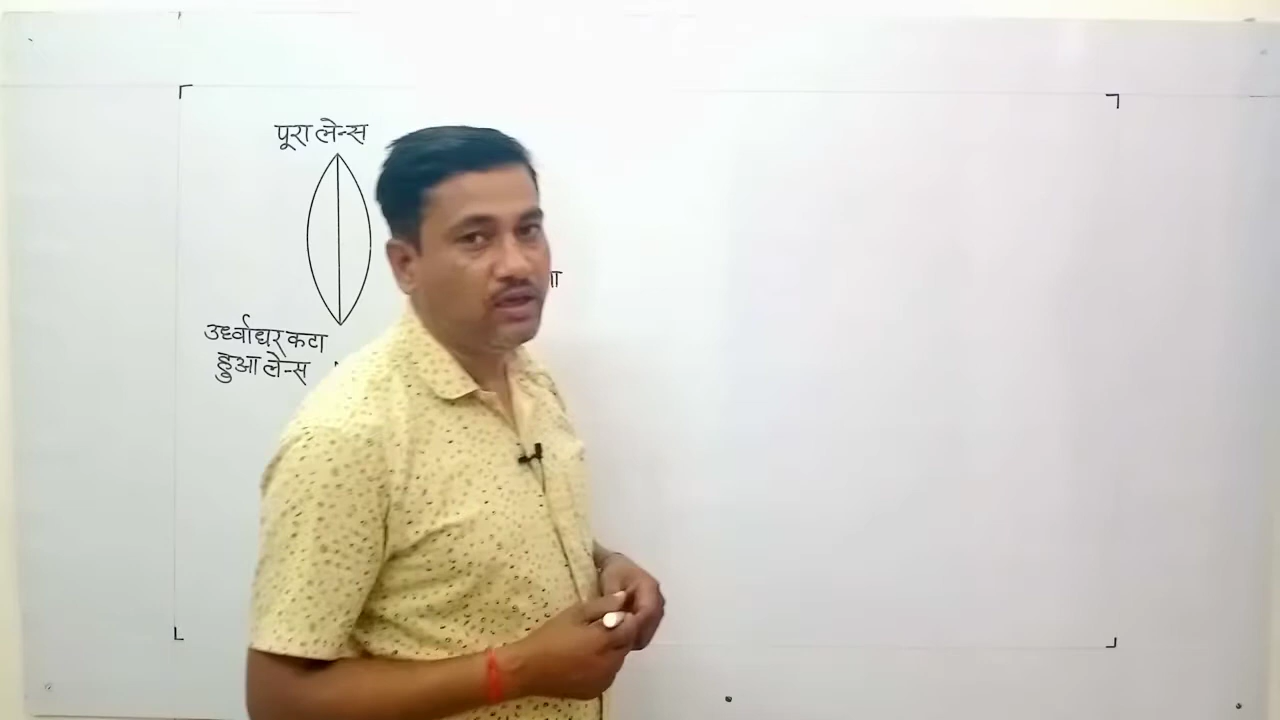 पूरा लेन्स
उर्ध्वाधर कटा
हुआ लेन्स